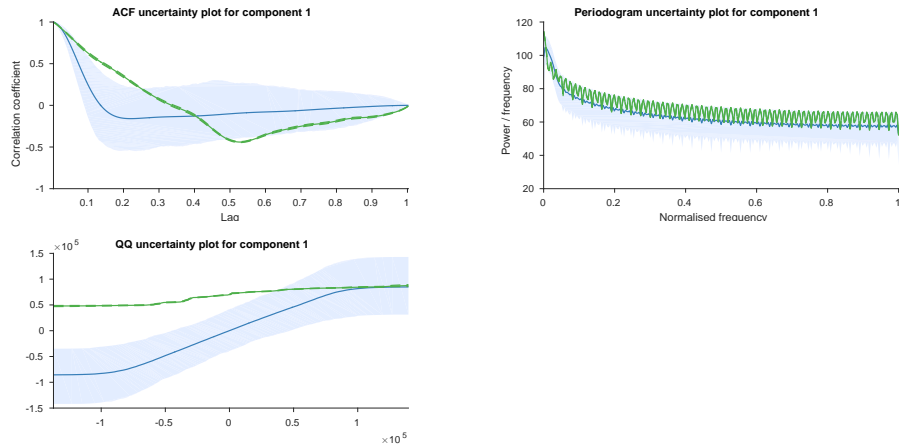 ACF uncertainty plot for component 1
Correlation coefficient
1
0.5
0
-0.5
-1
0.1 0.2 0.3 0.4 0.5 0.6 0.7 0.8 0.9 1
Lag
Periodogram uncertainty plot for component 1
Power / frequency
120
100
80
60
40
20
0 0.2 0.4 0.6 0.8 1
Normalised frequency
QQ uncertainty plot for component 1
×10 5
1.5
1
0.5
0
-0.5
-1
-1.5
-1 -0.5 0 0.5 1
×10 5